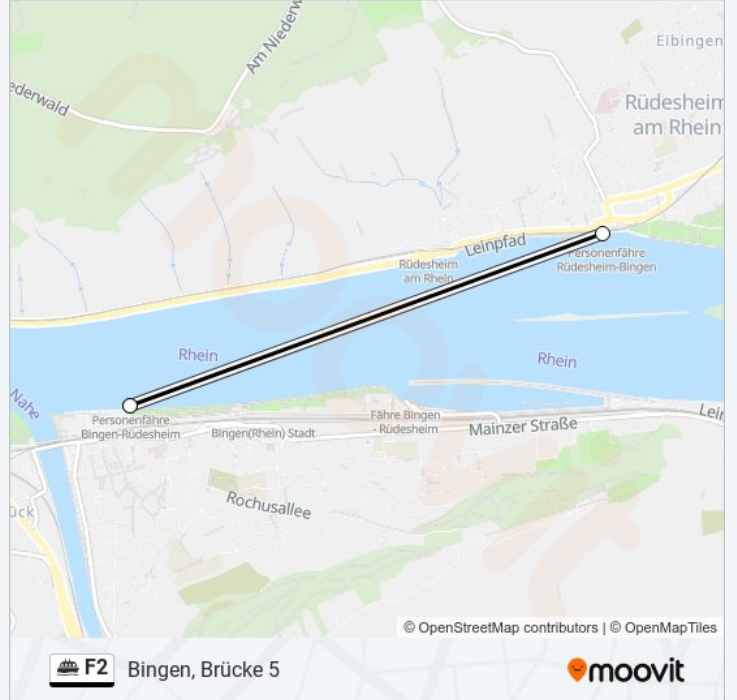 Eibingen
Am Niederw
ederwald
Rüdesheim
am Rhein
Leinpfad
Personenfähre
Rüdesheim-Bingen
Rüdesheim
am Rhein
Rhein
Rhein
Nahe
Personenfähre
Bingen-Rüdesheim
Bingen(Rhein) Stadt
Fähre Bingen
- Rüdesheim
Mainzer Straße
Lei
Rochusallee
ück
moovit
© OpenStreetMap contributors | © OpenMapTiles
F2 Bingen, Brücke 5
moovit